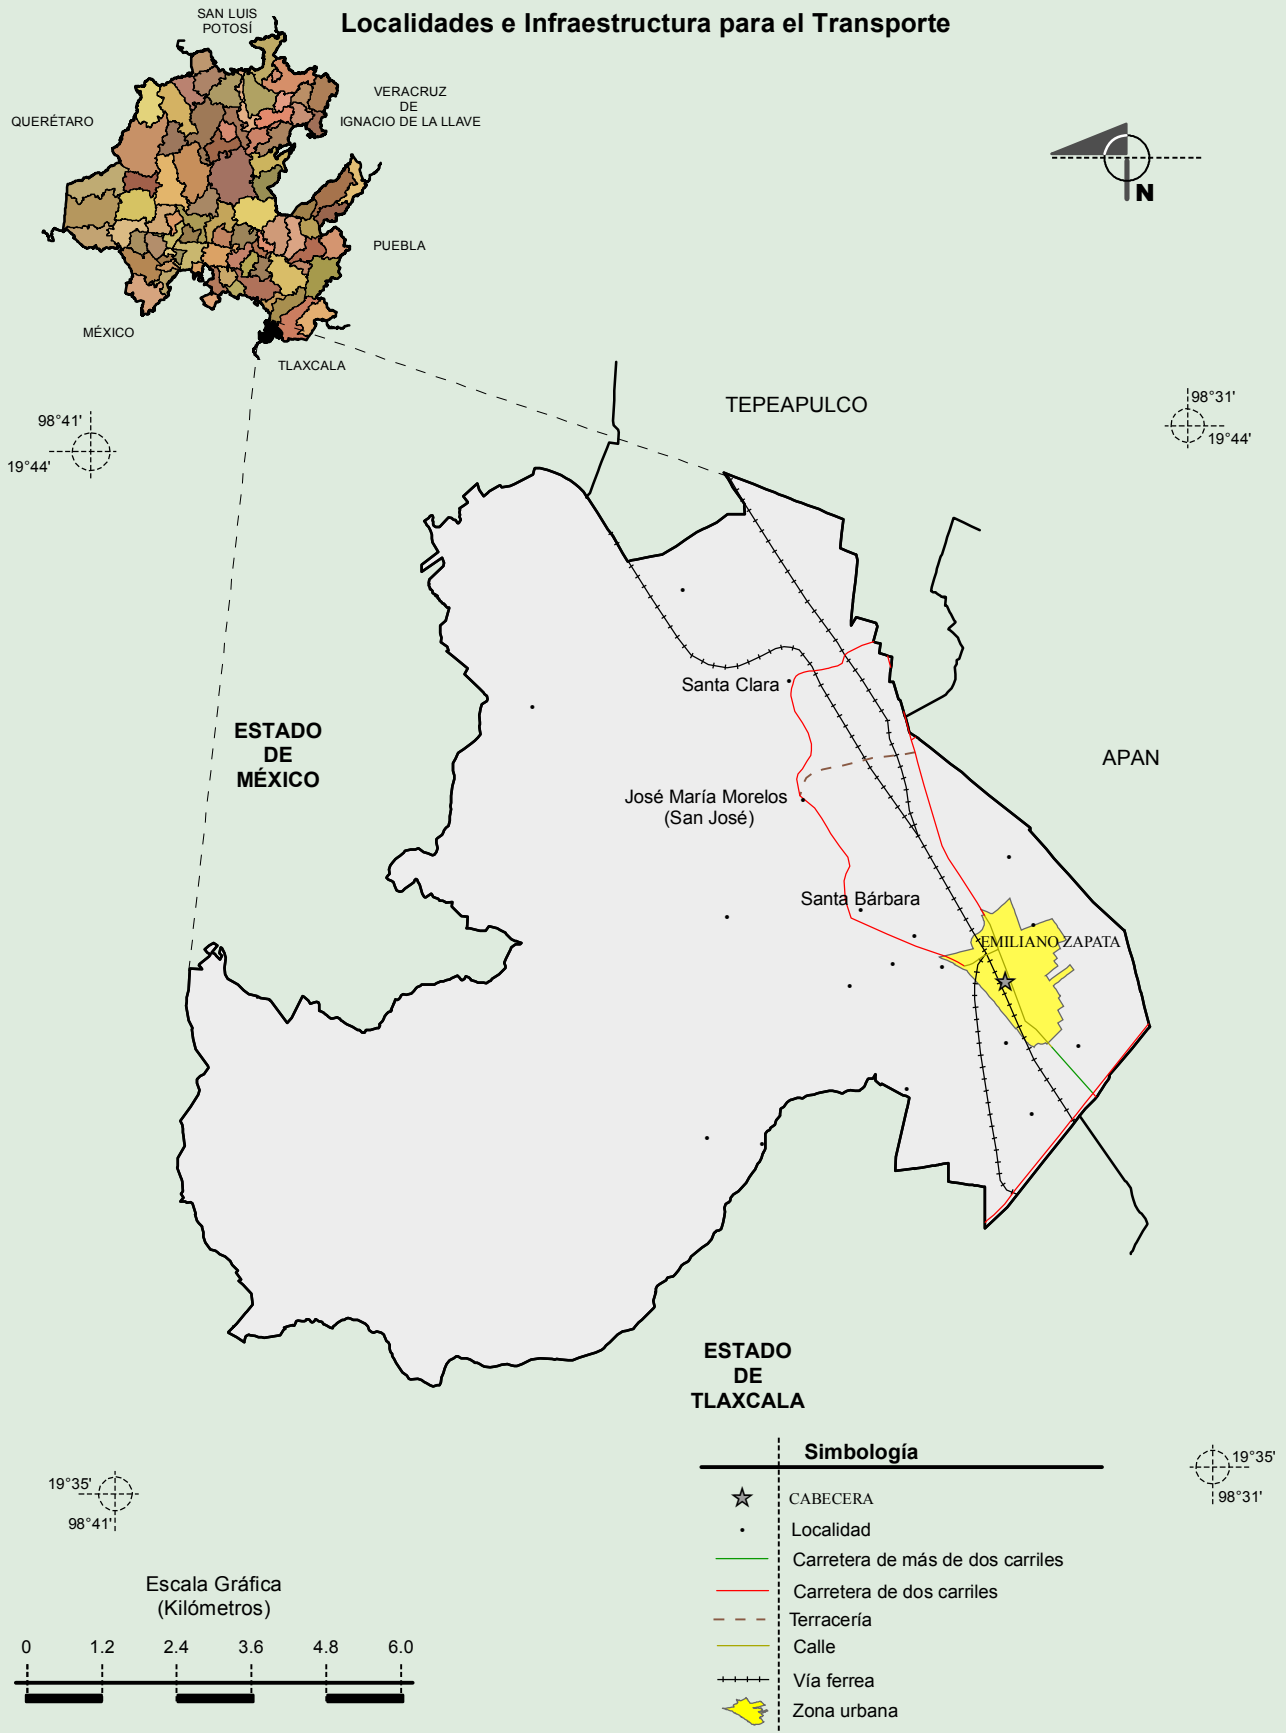 Localidades e Infraestructura para el Transporte
SAN LUIS
POTOSÍ
VERACRUZ
DE
IGNACIO DE LA LLAVE
QUERÉTARO
PUEBLA
MÉXICO
TLAXCALA
N
98°41'
19°44'
98°31'
19°44'
TEPEAPULCO
Santa Clara
ESTADO
DE
MÉXICO
APAN
José María Morelos
(San José)
Santa Bárbara
EMILIANO ZAPATA
ESTADO
DE
TLAXCALA
19°35'
98°41'
19°35'
98°31'
Simbología
CABECERA
Localidad
Carretera de más de dos carriles
Carretera de dos carriles
Terracería
Calle
Vía ferrea
Zona urbana
Escala Gráfica
(Kilómetros)
0 1.2 2.4 3.6 4.8 6.0